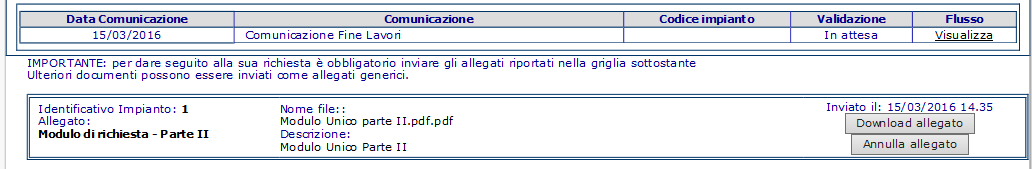 Data Comunicazione Comunicazione Codice impianto Validazione Flusso
15/03/2016 Comunicazione Fine Lavori In attesa Visualizza
IMPORTANTE: per dare seguito alla sua richiesta è obbligatorio inviare gli allegati riportati nella griglia sottostante
Ulteriori documenti possono essere inviati come allegati generici.
Identificativo Impianto: 1 Nome file:: Inviato il: 15/03/2016 14.35
Allegato: Modulo Unico parte II.pdf.pdf Download allegato
Modulo di richiesta - Parte II Descrizione:
Modulo Unico Parte II Annulla allegato